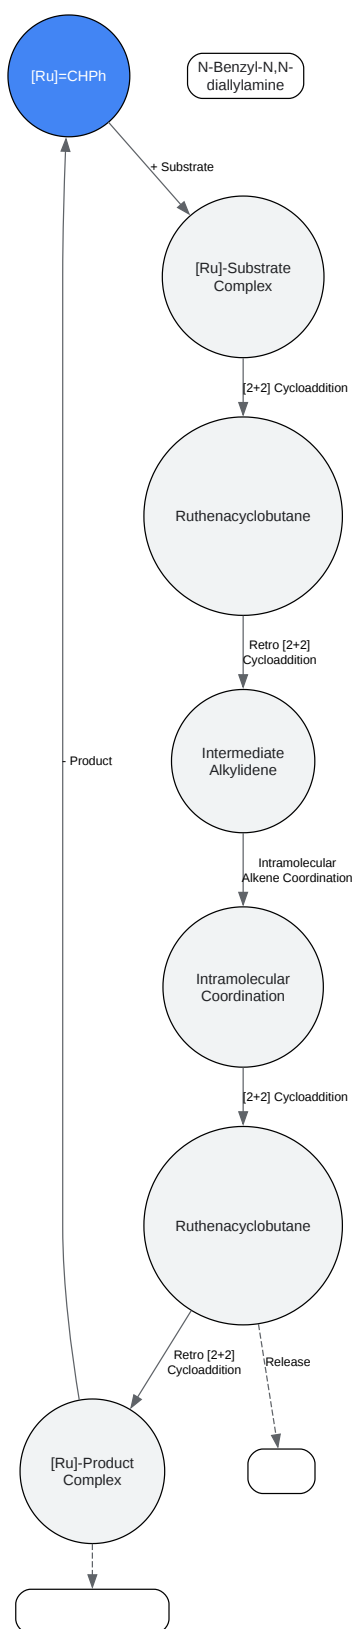 [Ru]=CHPh
N-Benzyl-N,N-
diallylamine
+ Substrate
[Ru]-Substrate
Complex
[2+2] Cycloaddition
Ruthenacyclobutane
Retro [2+2]
Cycloaddition
Intermediate
Alkylidene
- Product
Intramolecular
Alkene Coordination
Intramolecular
Coordination
[2+2] Cycloaddition
Ruthenacyclobutane
Retro [2+2]
Cycloaddition
Release
[Ru]-Product
Complex